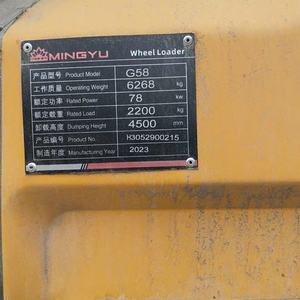 MINGYU Wheel Loader
产品型号 Product Model G58
工作质量 Operating Weight 6268 kg
额定功率 Rated Power 78 kw
额定载重 Rated Load 2200 kg
卸载高度 Dumping Height 4500 mm
产品编号 Product No. H3052900215
制造年度 Manufacturing Year 2023